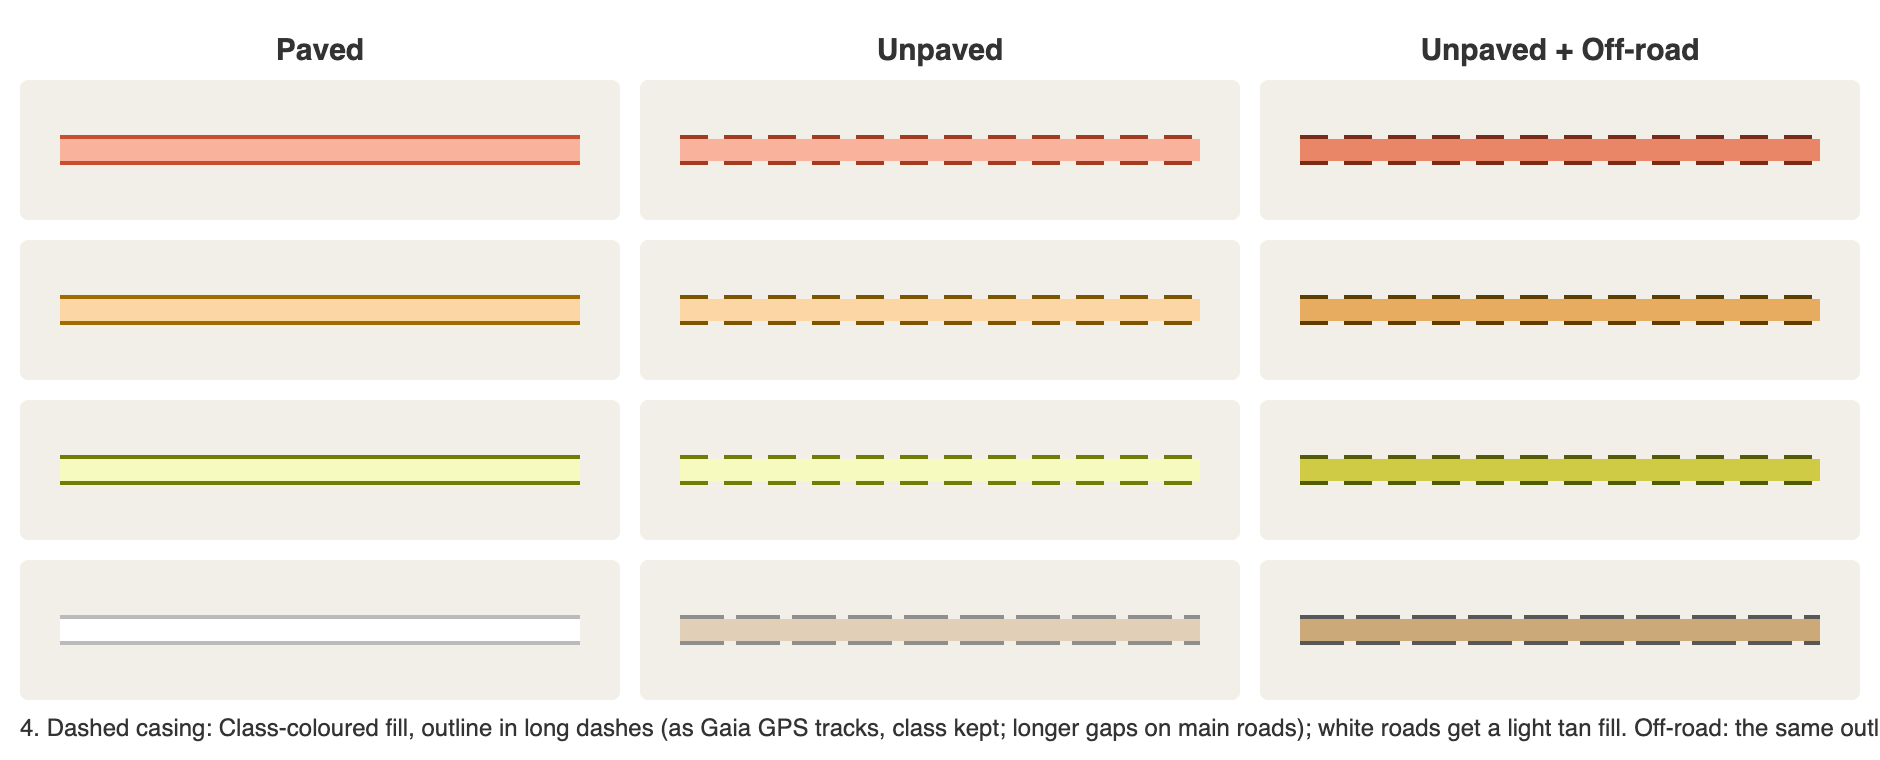 Paved
Unpaved
Unpaved + Off-road
4. Dashed casing: Class-coloured fill, outline in long dashes (as Gaia GPS tracks, class kept; longer gaps on main roads); white roads get a light tan fill. Off-road: the same outl